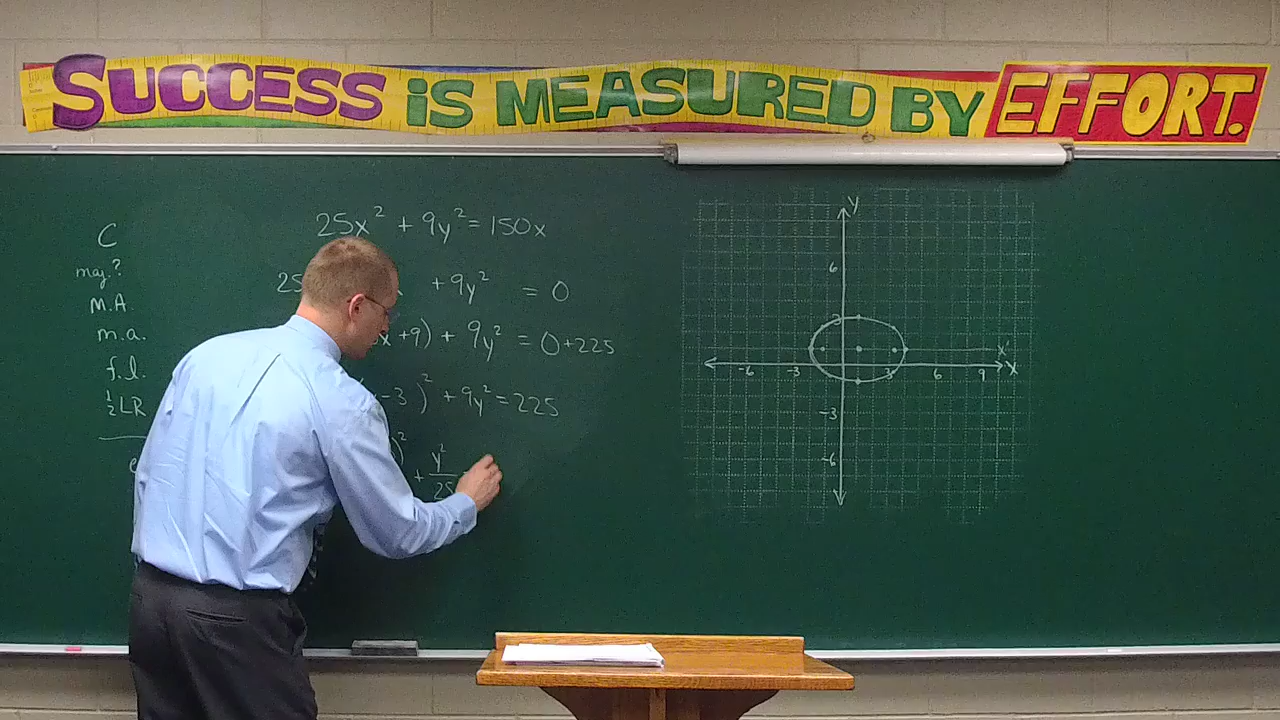 SUCCESS IS MEASURED BY EFFORT.
C
maj.?
M.A.
m.a.
f.l.
½LR
25x² + 9y² = 150x
25 + 9y² = 0
x + 9) + 9y² = 0 + 225
- 3)² + 9y² = 225
)² + y²/25
y
6
3
x'
-6 -3 3 6 9 x
-3
-6